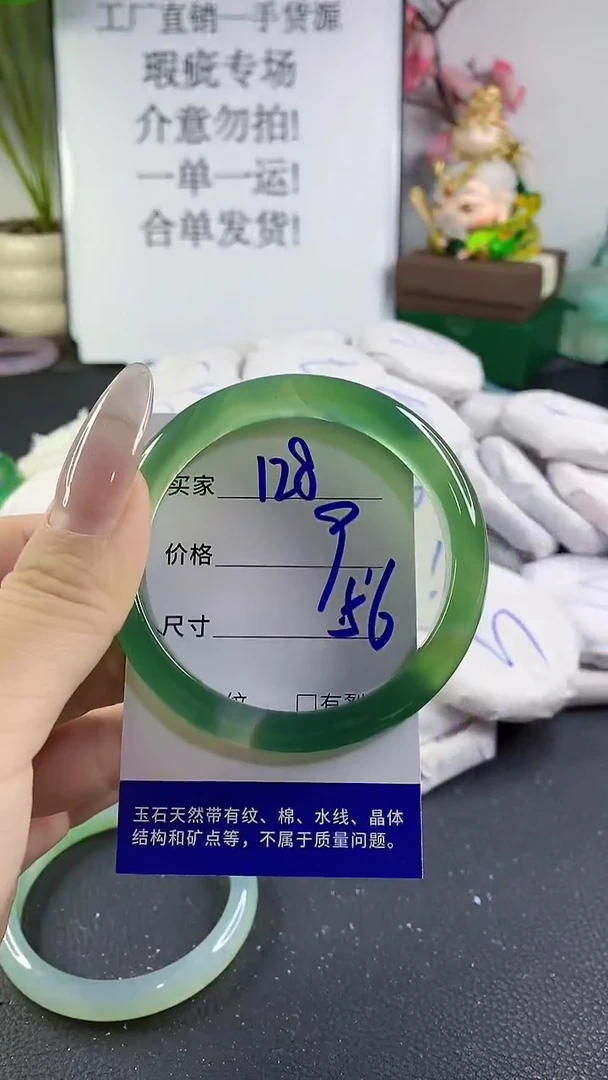 工厂直销一手货源
瑕疵专场
介意勿拍!
一单一运!
合单发货!
买家 128
价格
尺寸 56
纹 □有裂
玉石天然带有纹、棉、水线、晶体
结构和矿点等，不属于质量问题。